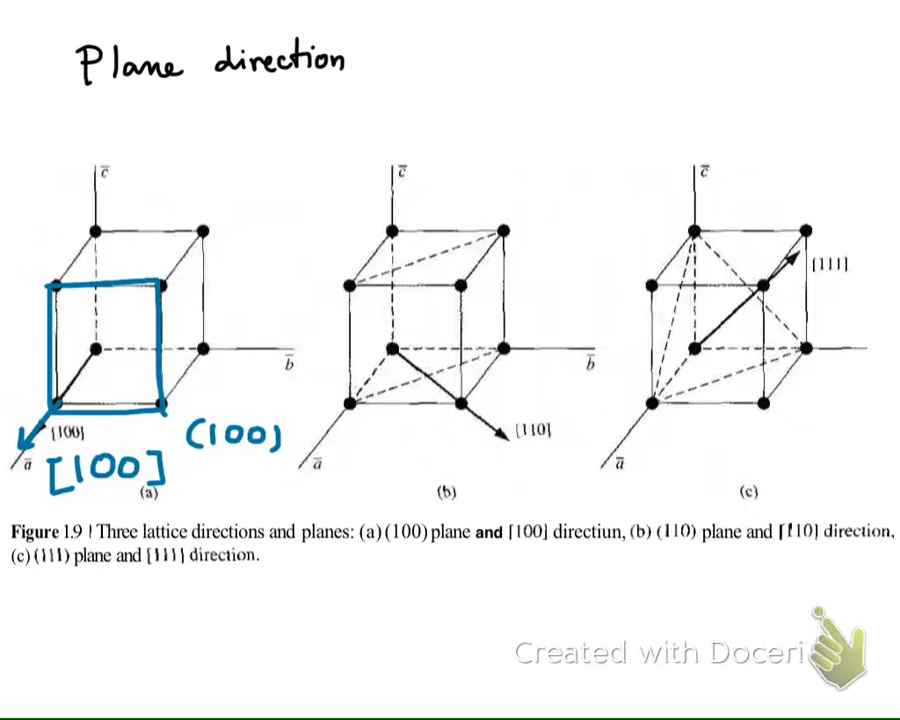 Plane direction
c̄ c̄ c̄
[111]
b̄ b̄
[100] (100) [110]
ā [100] ā ā
(a) (b) (c)
Figure 1.9 | Three lattice directions and planes: (a) (100) plane and [100] directiun, (b) (110) plane and [110] direction,
(c) (111) plane and [111] direction.
Created with Doceri